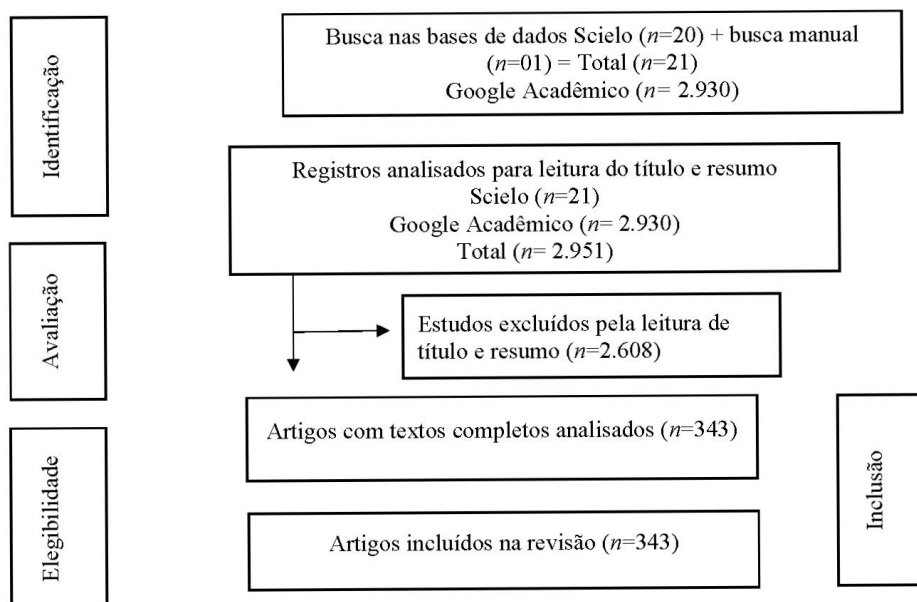 Identificação
Busca nas bases de dados Scielo (n=20) + busca manual
(n=01) = Total (n=21)
Google Acadêmico (n= 2.930)
Registros analisados para leitura do título e resumo
Scielo (n=21)
Google Acadêmico (n= 2.930)
Total (n= 2.951)
Avaliação
Estudos excluídos pela leitura de
título e resumo (n=2.608)
Elegibilidade
Artigos com textos completos analisados (n=343)
Artigos incluídos na revisão (n=343)
Inclusão